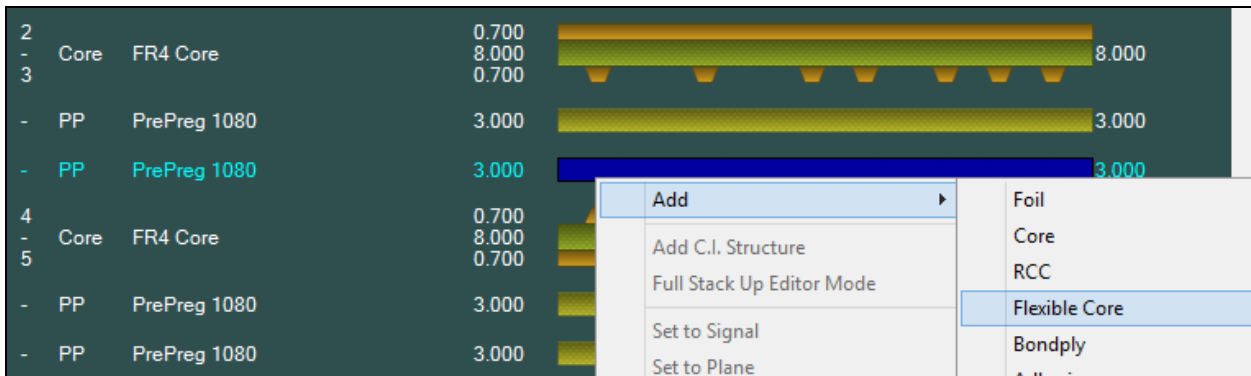 2 0.700
- Core FR4 Core 8.000 8.000
3 0.700
- PP PrePreg 1080 3.000 3.000
- PP PrePreg 1080 3.000 3.000
4 0.700
- Core FR4 Core 8.000
5 0.700
- PP PrePreg 1080 3.000
- PP PrePreg 1080 3.000
Add
Add C.I. Structure
Full Stack Up Editor Mode
Set to Signal
Set to Plane
Foil
Core
RCC
Flexible Core
Bondply